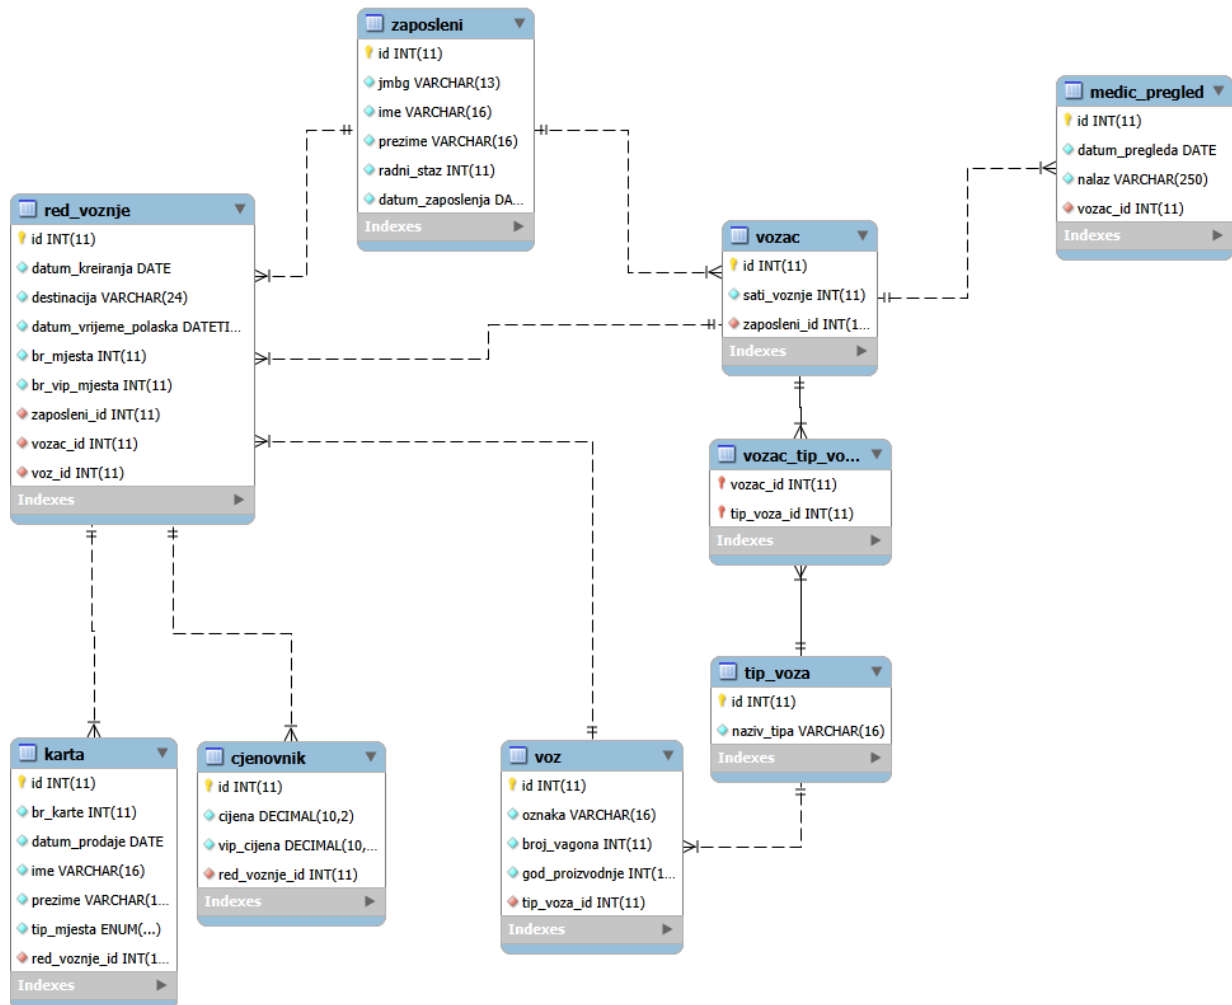 zaposleni
id INT(11)
jmbg VARCHAR(13)
ime VARCHAR(16)
prezime VARCHAR(16)
radni_staz INT(11)
datum_zaposlenja DA...
Indexes
medic_pregled
id INT(11)
datum_pregleda DATE
nalaz VARCHAR(250)
vozac_id INT(11)
Indexes
red_voznje
id INT(11)
datum_kreiranja DATE
destinacija VARCHAR(24)
datum_vrijeme_polaska DATETI...
br_mjesta INT(11)
br_vip_mjesta INT(11)
zaposleni_id INT(11)
vozac_id INT(11)
voz_id INT(11)
Indexes
vozac
id INT(11)
sati_voznje INT(11)
zaposleni_id INT(1...
Indexes
vozac_tip_vo...
vozac_id INT(11)
tip_voza_id INT(11)
Indexes
tip_voza
id INT(11)
naziv_tipa VARCHAR(16)
Indexes
karta
id INT(11)
br_karte INT(11)
datum_prodaje DATE
ime VARCHAR(16)
prezime VARCHAR(1...
tip_mjesta ENUM(...)
red_voznje_id INT(1...
Indexes
cjenovnik
id INT(11)
cijena DECIMAL(10,2)
vip_cijena DECIMAL(10,...
red_voznje_id INT(11)
Indexes
voz
id INT(11)
oznaka VARCHAR(16)
broj_vagona INT(11)
god_proizvodnje INT(1...
tip_voza_id INT(11)
Indexes